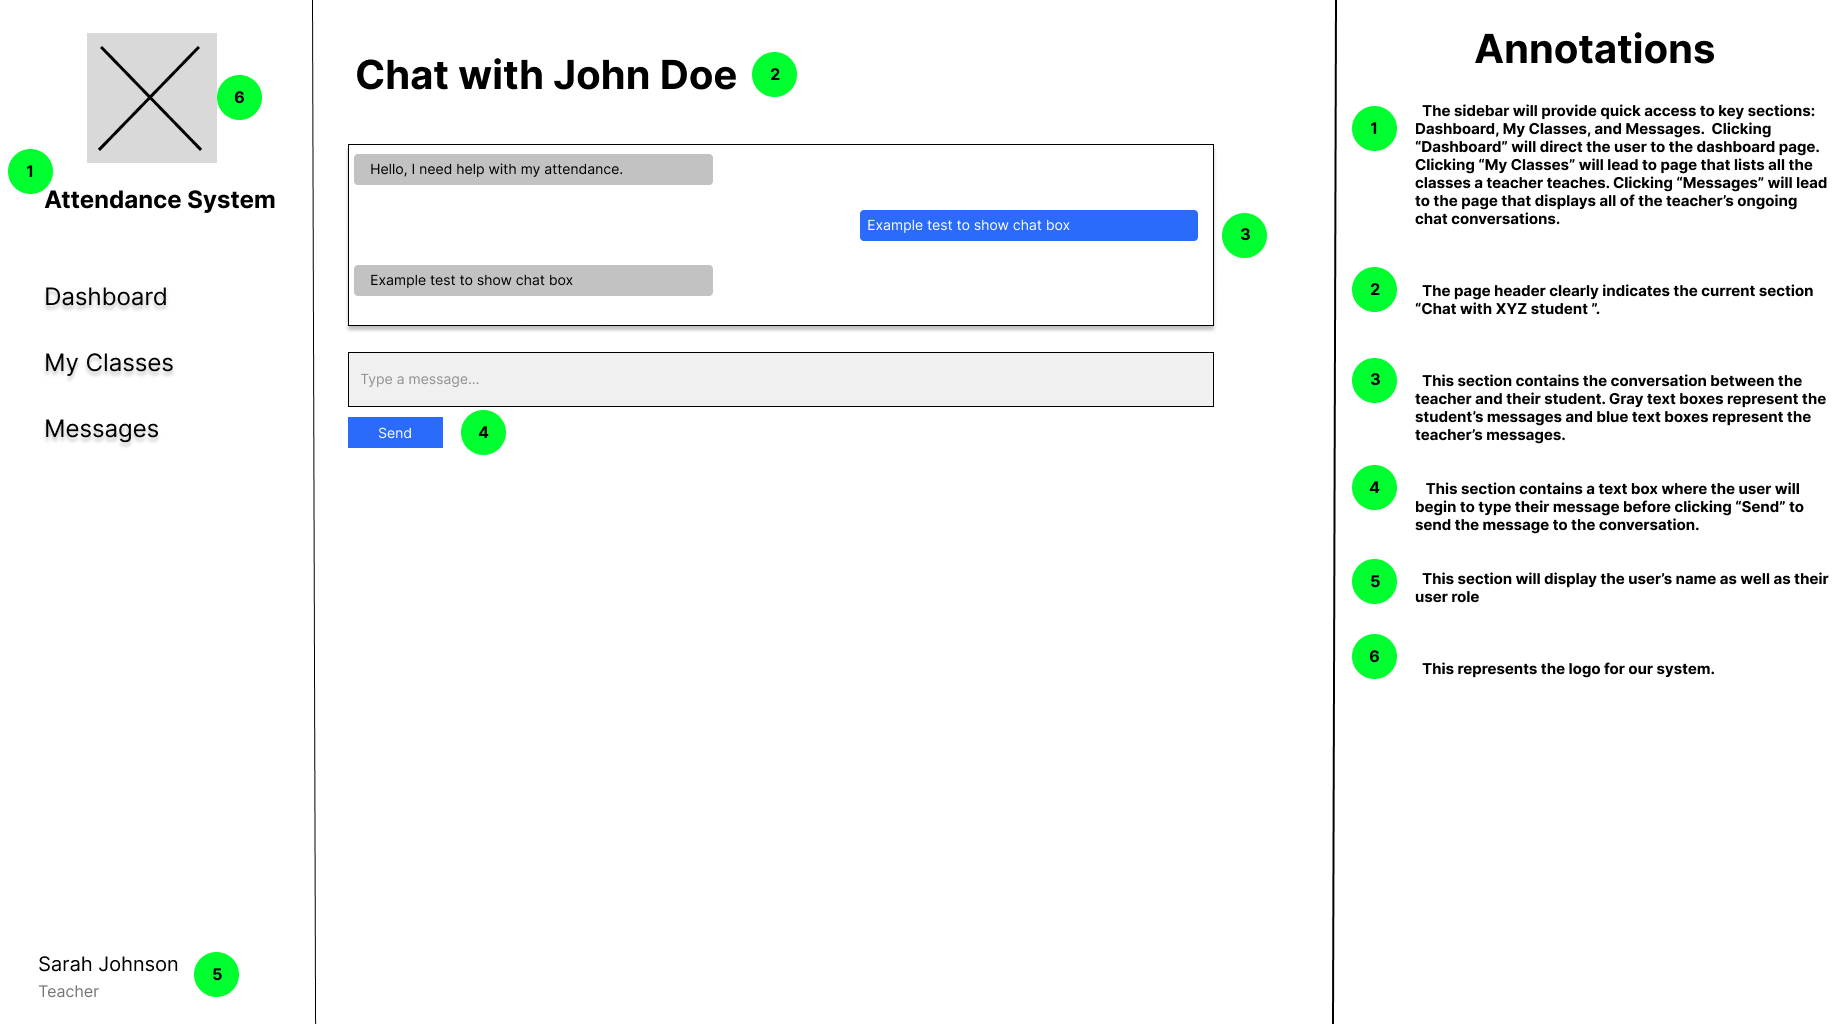 6
1
Attendance System
Dashboard
My Classes
Messages
Sarah Johnson
Teacher
5
Chat with John Doe
2
Hello, I need help with my attendance.
Example test to show chat box
3
Example test to show chat box
Type a message...
Send
4
Annotations
1
The sidebar will provide quick access to key sections:
Dashboard, My Classes, and Messages.  Clicking
“Dashboard” will direct the user to the dashboard page.
Clicking “My Classes” will lead to page that lists all the
classes a teacher teaches. Clicking “Messages” will lead
to the page that displays all of the teacher’s ongoing
chat conversations.
2
The page header clearly indicates the current section
“Chat with XYZ student ”.
3
This section contains the conversation between the
teacher and their student. Gray text boxes represent the
student’s messages and blue text boxes represent the
teacher’s messages.
4
This section contains a text box where the user will
begin to type their message before clicking “Send” to
send the message to the conversation.
5
This section will display the user’s name as well as their
user role
6
This represents the logo for our system.